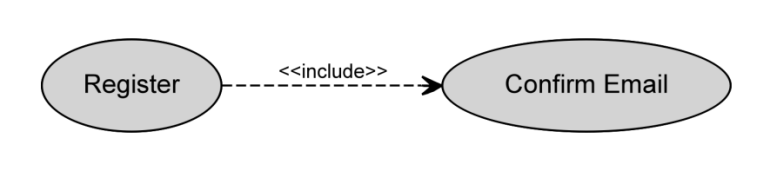 <<include>>
Register
Confirm Email